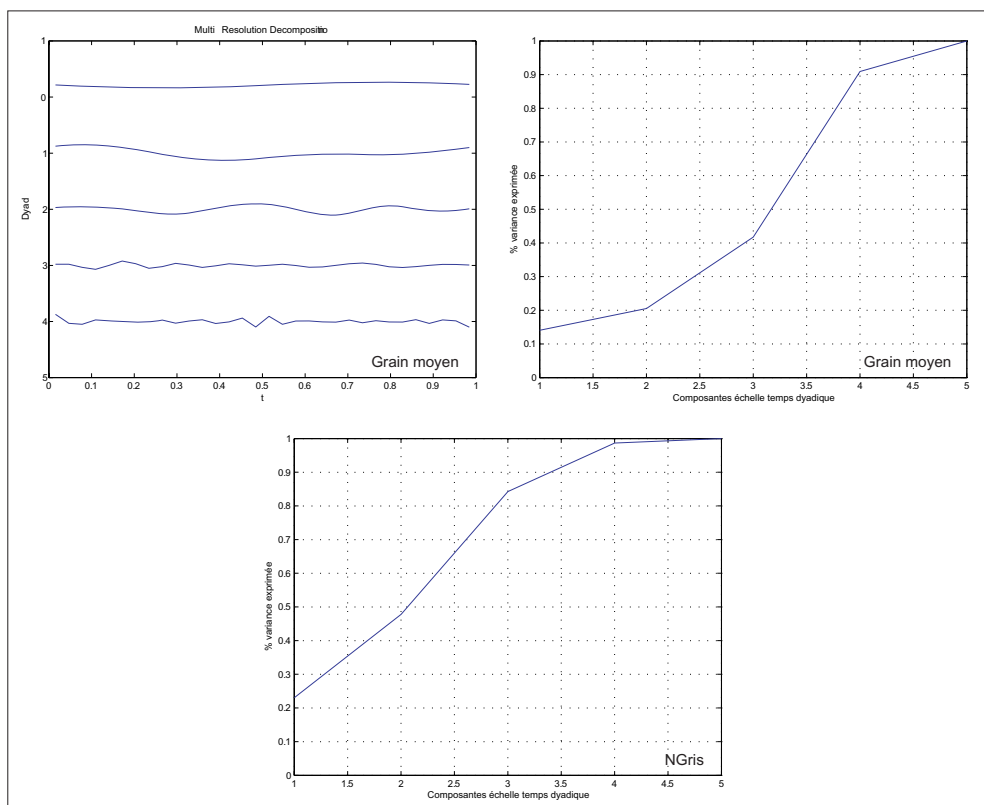 Multi Resolution Decompositio
1
0
1
2
3
4
5
Dyad
0 0.1 0.2 0.3 0.4 0.5 0.6 0.7 0.8 0.9 1
t
Grain moyen
1
0.9
0.8
0.7
0.6
0.5
0.4
0.3
0.2
0.1
0
% variance exprimée
1 1.5 2 2.5 3 3.5 4 4.5 5
Composantes échelle temps dyadique
Grain moyen
1
0.9
0.8
0.7
0.6
0.5
0.4
0.3
0.2
0.1
0
% variance exprimée
1 1.5 2 2.5 3 3.5 4 4.5 5
Composantes échelle temps dyadique
NGris